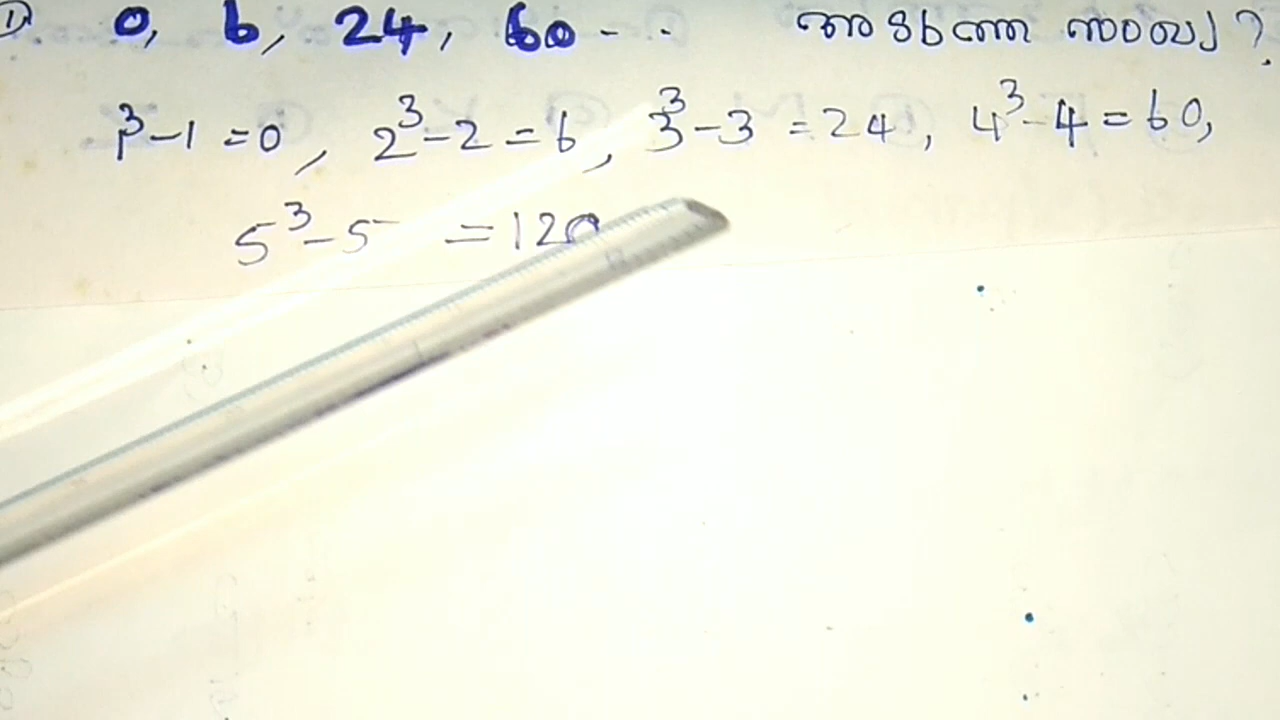 ① 0, 6, 24, 60 - - അടുത്ത സംഖ്യ ?
1³-1 = 0, 2³-2 = 6, 3³-3 = 24, 4³-4 = 60,
5³-5 = 120